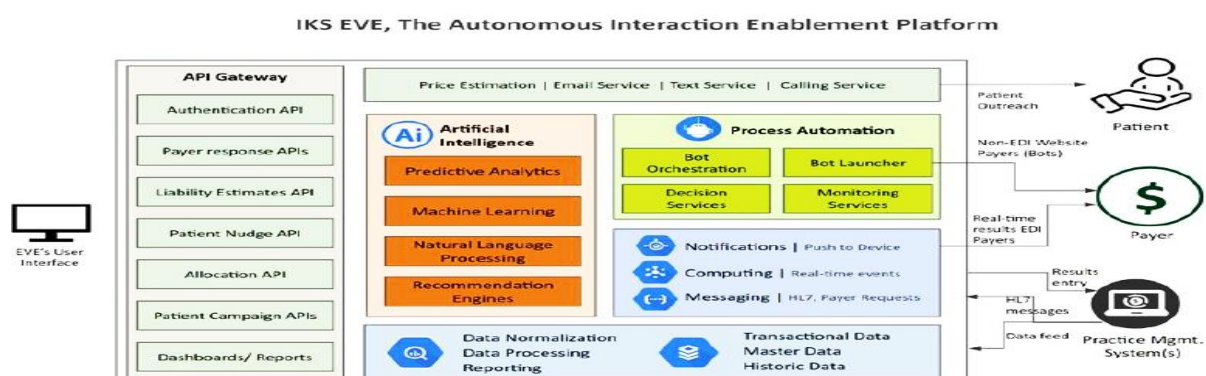 IKS EVE, The Autonomous Interaction Enablement Platform
API Gateway
Authentication API
Payer response APIs
Liability Estimates API
Patient Nudge API
Allocation API
Patient Campaign APIs
Dashboards/ Reports
EVE's User
Interface
Price Estimation | Email Service | Text Service | Calling Service
Ai
Artificial
Intelligence
Predictive Analytics
Machine Learning
Natural Language
Processing
Recommendation
Engines
Process Automation
Bot
Orchestration
Bot Launcher
Decision
Services
Monitoring
Services
Notifications | Push to Device
Computing | Real-time events
Messaging | HL7, Payer Requests
Data Normalization
Data Processing
Reporting
Transactional Data
Master Data
Historic Data
Patient
Outreach
Patient
Non-EDI Website
Payers (Bots)
$
Payer
Real-time
results EDI
Payers
Results
entry
HL7
messages
Data feed
Practice Mgmt.
System(s)